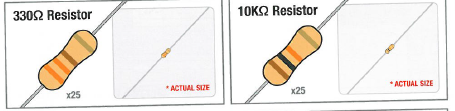 330Ω Resistor
x25
* ACTUAL SIZE
10KΩ Resistor
x25
* ACTUAL SIZE